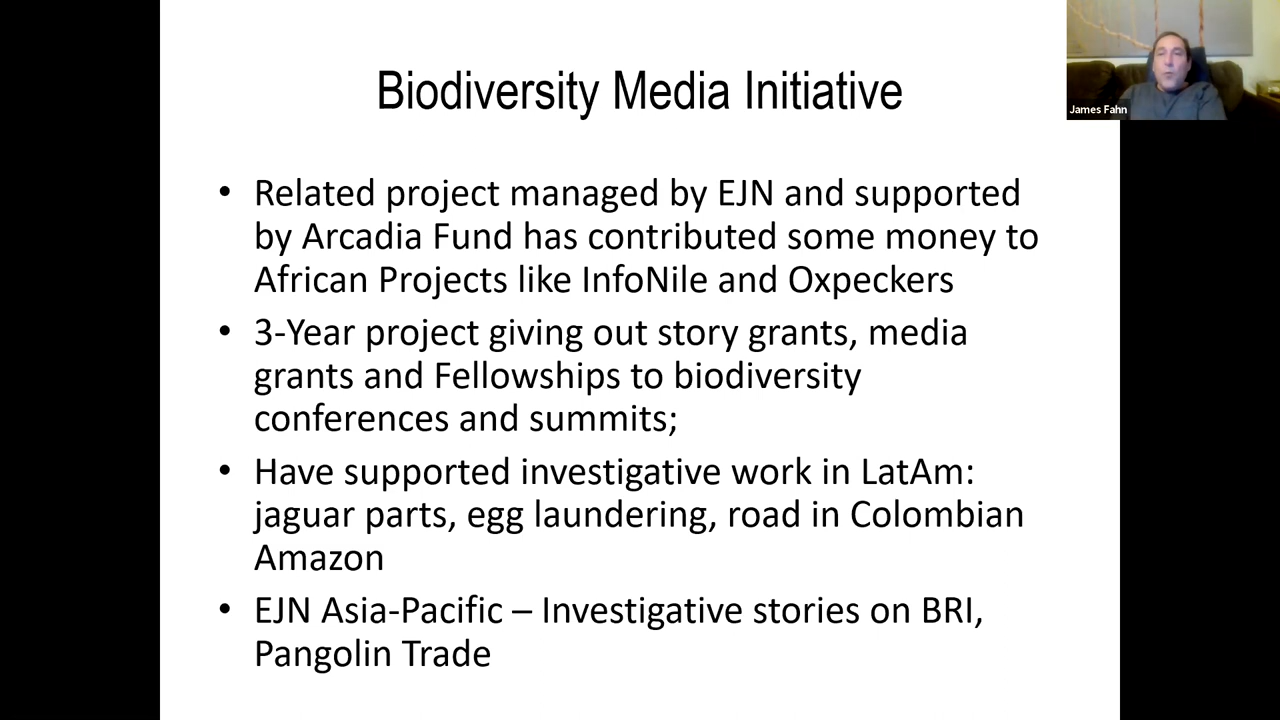 Biodiversity Media Initiative
James Fahn
• Related project managed by EJN and supported
by Arcadia Fund has contributed some money to
African Projects like InfoNile and Oxpeckers
• 3-Year project giving out story grants, media
grants and Fellowships to biodiversity
conferences and summits;
• Have supported investigative work in LatAm:
jaguar parts, egg laundering, road in Colombian
Amazon
• EJN Asia-Pacific – Investigative stories on BRI,
Pangolin Trade